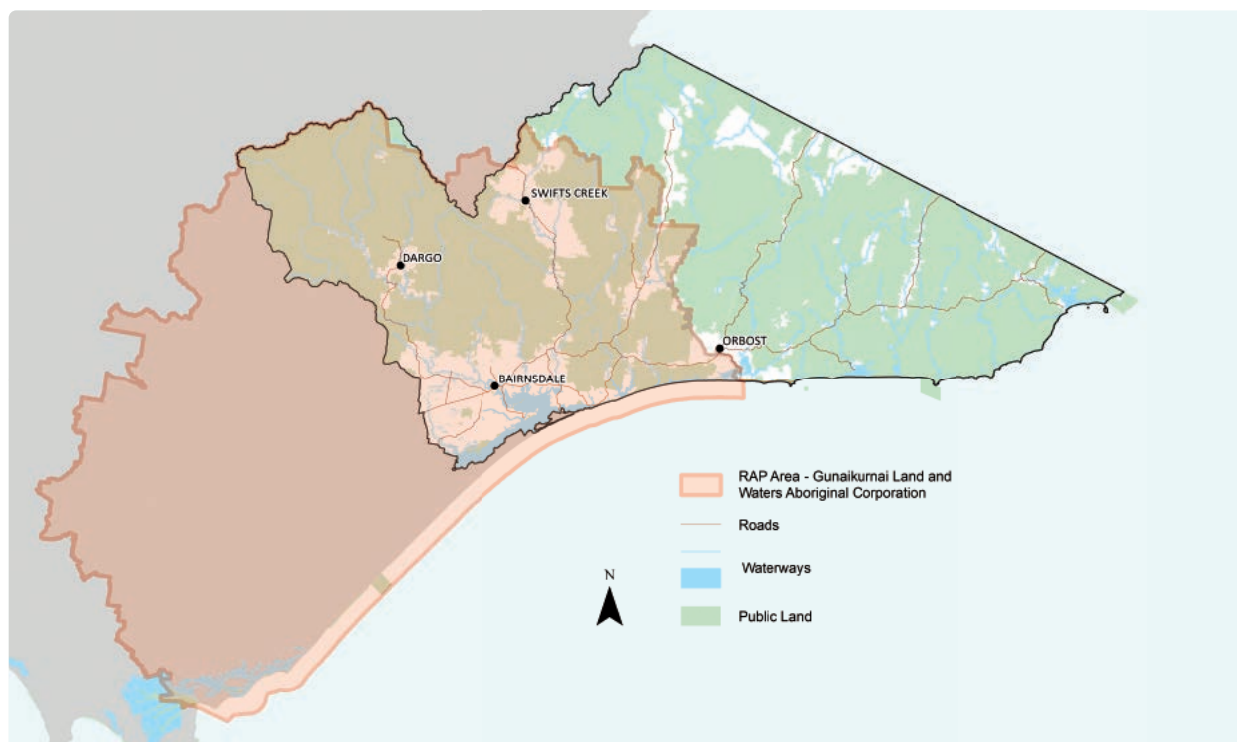 SWIFTS CREEK
DARGO
ORBOST
BAIRNSDALE
RAP Area - Gunaikurnai Land and
Waters Aboriginal Corporation
Roads
Waterways
Public Land
N